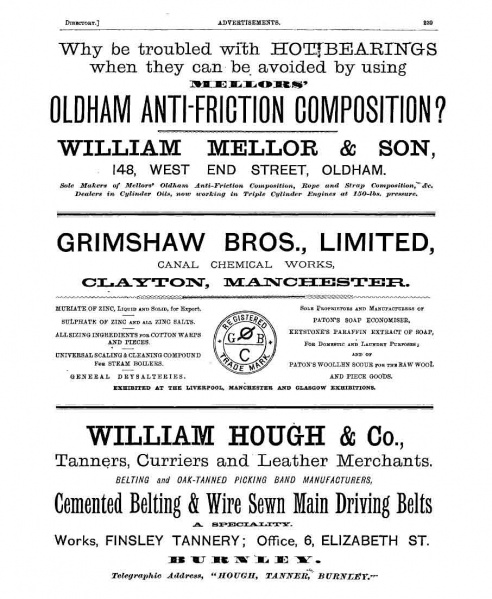 DIRECTORY.] ADVERTISEMENTS. 239
Why be troubled with HOT BEARINGS
when they can be avoided by using
MELLORS'
OLDHAM ANTI-FRICTION COMPOSITION?
WILLIAM MELLOR & SON,
148, WEST END STREET, OLDHAM.
Sole Makers of Mellors' Oldham Anti-Friction Composition, Rope and Strap Composition, &c.
Dealers in Cylinder Oils, now working in Triple Cylinder Engines at 150-lbs. pressure.
GRIMSHAW BROS., LIMITED,
CANAL CHEMICAL WORKS,
CLAYTON, MANCHESTER.
MURIATE OF ZINC, LIQUID AND SOLID, for Export.
SULPHATE OF ZINC AND ALL ZINC SALTS.
ALL SIZING INGREDIENTS FOR COTTON WARPS
AND PIECES.
UNIVERSAL SCALING & CLEANING COMPOUND
FOR STEAM BOILERS.
GENERAL DRYSALTERIES.
REGISTERED
G B
C
TRADE MARK
SOLE PROPRIETORS AND MANUFACTURERS OF
PATON'S SOAP ECONOMISER,
KEYSTONE'S PARAFFIN EXTRACT OF SOAP,
FOR DOMESTIC AND LAUNDRY PURPOSES;
AND OF
PATON'S WOOLLEN SCOUR FOR THE RAW WOOL
AND PIECE GOODS.
EXHIBITED AT THE LIVERPOOL, MANCHESTER AND GLASGOW EXHIBITIONS.
WILLIAM HOUGH & Co.,
Tanners, Curriers and Leather Merchants.
BELTING and OAK-TANNED PICKING BAND MANUFACTURERS,
Cemented Belting & Wire Sewn Main Driving Belts
A SPECIALITY.
Works, FINSLEY TANNERY; Office, 6, ELIZABETH ST.
BURNLEY.
Telegraphic Address, "HOUGH, TANNER, BURNLEY.